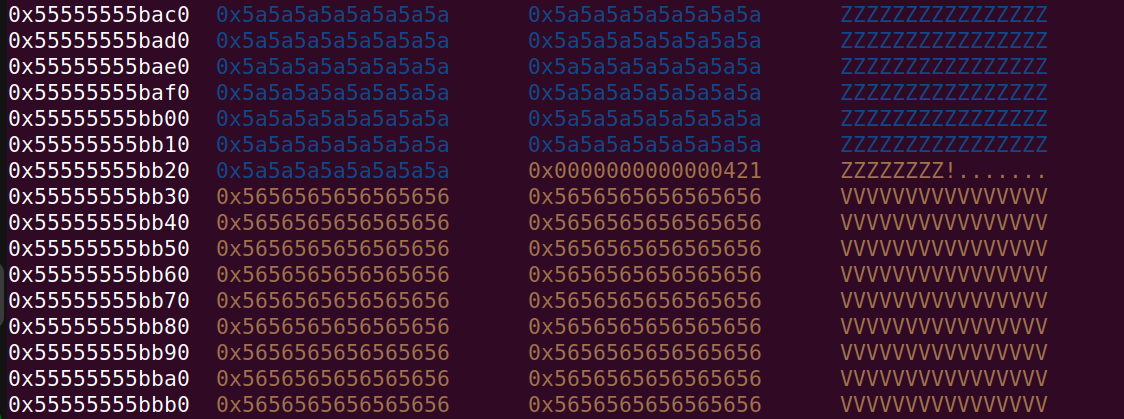 0x55555555bac0 0x5a5a5a5a5a5a5a5a 0x5a5a5a5a5a5a5a5a ZZZZZZZZZZZZZZZZ
0x55555555bad0 0x5a5a5a5a5a5a5a5a 0x5a5a5a5a5a5a5a5a ZZZZZZZZZZZZZZZZ
0x55555555bae0 0x5a5a5a5a5a5a5a5a 0x5a5a5a5a5a5a5a5a ZZZZZZZZZZZZZZZZ
0x55555555baf0 0x5a5a5a5a5a5a5a5a 0x5a5a5a5a5a5a5a5a ZZZZZZZZZZZZZZZZ
0x55555555bb00 0x5a5a5a5a5a5a5a5a 0x5a5a5a5a5a5a5a5a ZZZZZZZZZZZZZZZZ
0x55555555bb10 0x5a5a5a5a5a5a5a5a 0x5a5a5a5a5a5a5a5a ZZZZZZZZZZZZZZZZ
0x55555555bb20 0x5a5a5a5a5a5a5a5a 0x0000000000000421 ZZZZZZZZ!.......
0x55555555bb30 0x5656565656565656 0x5656565656565656 VVVVVVVVVVVVVVVV
0x55555555bb40 0x5656565656565656 0x5656565656565656 VVVVVVVVVVVVVVVV
0x55555555bb50 0x5656565656565656 0x5656565656565656 VVVVVVVVVVVVVVVV
0x55555555bb60 0x5656565656565656 0x5656565656565656 VVVVVVVVVVVVVVVV
0x55555555bb70 0x5656565656565656 0x5656565656565656 VVVVVVVVVVVVVVVV
0x55555555bb80 0x5656565656565656 0x5656565656565656 VVVVVVVVVVVVVVVV
0x55555555bb90 0x5656565656565656 0x5656565656565656 VVVVVVVVVVVVVVVV
0x55555555bba0 0x5656565656565656 0x5656565656565656 VVVVVVVVVVVVVVVV
0x55555555bbb0 0x5656565656565656 0x5656565656565656 VVVVVVVVVVVVVVVV